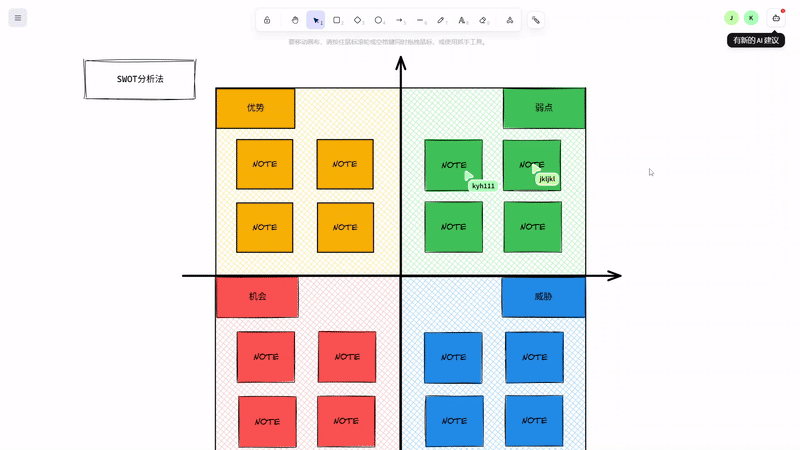 J K
有新的 AI 建议
要移动画布，请按住鼠标滚轮或空格键同时拖拽鼠标，或使用抓手工具。
SWOT分析法
优势
弱点
NOTE NOTE NOTE NOTE
kyh111 jkljkl
NOTE NOTE NOTE NOTE
机会
威胁
NOTE NOTE NOTE NOTE
NOTE NOTE NOTE NOTE